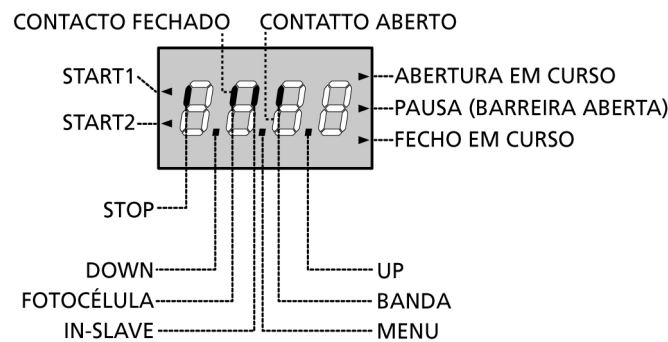 CONTACTO FECHADO CONTATTO ABERTO
START1 ABERTURA EM CURSO
PAUSA (BARREIRA ABERTA)
START2
FECHO EM CURSO
STOP
DOWN UP
FOTOCÉLULA BANDA
IN-SLAVE MENU